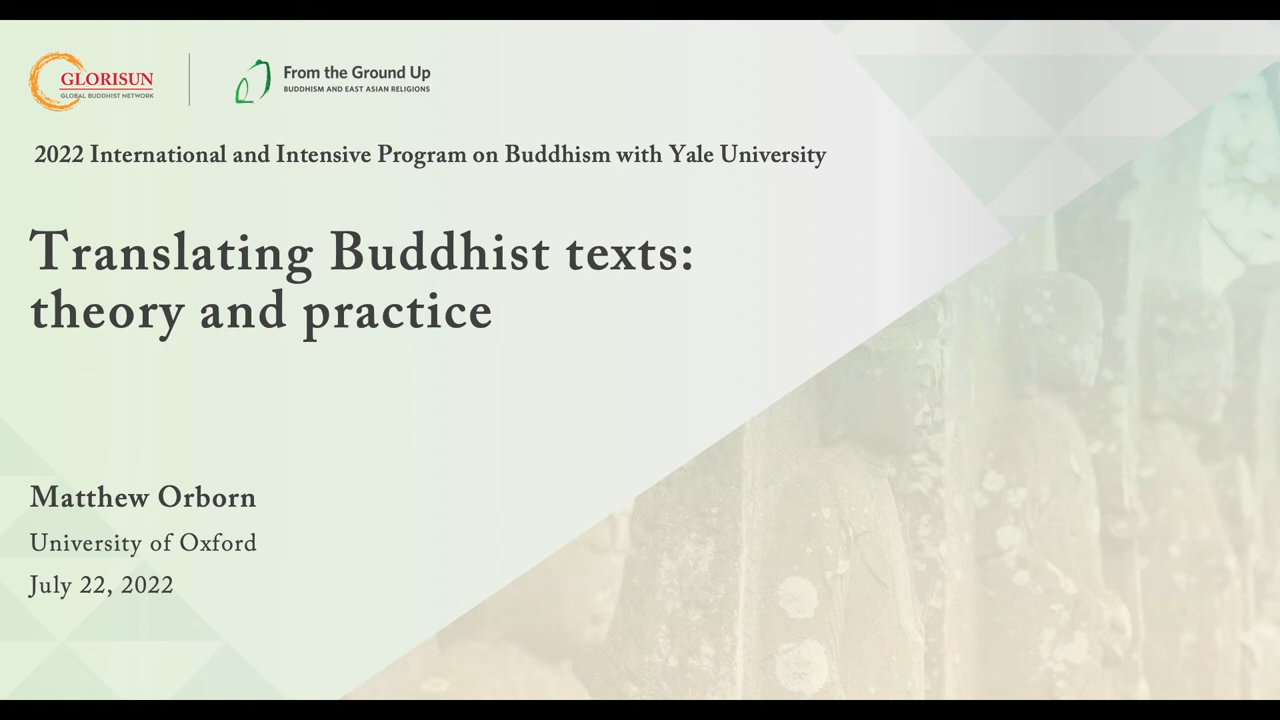 GLORISUN
GLOBAL BUDDHIST NETWORK
From the Ground Up
BUDDHISM AND EAST ASIAN RELIGIONS
2022 International and Intensive Program on Buddhism with Yale University
Translating Buddhist texts:
theory and practice
Matthew Orborn
University of Oxford
July 22, 2022